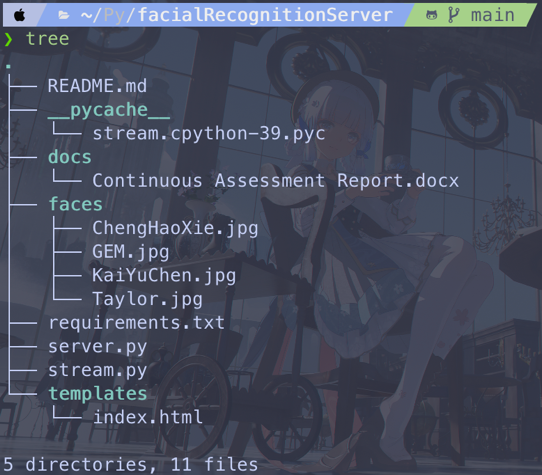 ~/Py/facialRecognitionServer main
❯ tree
.
├── README.md
├── __pycache__
│   └── stream.cpython-39.pyc
├── docs
│   └── Continuous Assessment Report.docx
├── faces
│   ├── ChengHaoXie.jpg
│   ├── GEM.jpg
│   ├── KaiYuChen.jpg
│   └── Taylor.jpg
├── requirements.txt
├── server.py
├── stream.py
└── templates
    └── index.html
5 directories, 11 files